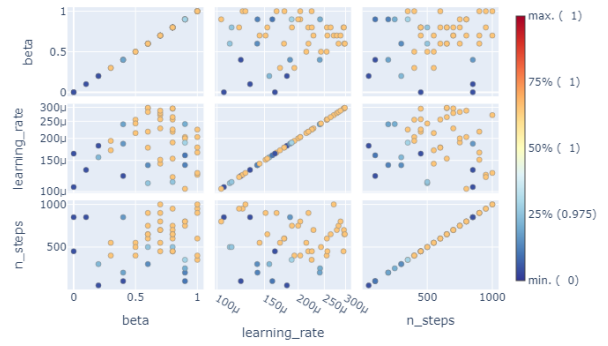 1
0.5
0
beta
max. ( 1)
75% ( 1)
50% ( 1)
25% (0.975)
min. ( 0)
300μ
250μ
200μ
150μ
100μ
learning_rate
1000
500
n_steps
0 0.5 1
100μ 150μ 200μ 250μ 300μ
500 1000
beta
learning_rate
n_steps